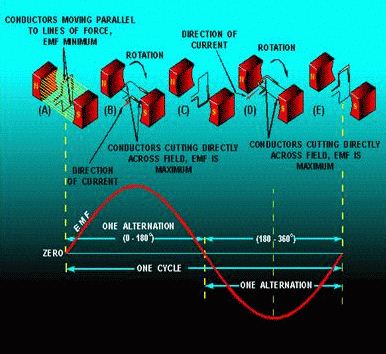 CONDUCTORS MOVING PARALLEL
TO LINES OF FORCE,
EMF MINIMUM
ROTATION
DIRECTION OF
CURRENT
ROTATION
N
S
(A)
N
S
(B)
N
S
(C)
N
S
(D)
N
S
(E)
CONDUCTORS CUTTING DIRECTLY
ACROSS FIELD, EMF IS
MAXIMUM
CONDUCTORS CUTTING DIRECTLY
ACROSS FIELD, EMF IS
MAXIMUM
DIRECTION
OF CURRENT
EMF
ONE ALTERNATION
(0 - 180°)
(180 - 360°)
ZERO
ONE CYCLE
ONE ALTERNATION